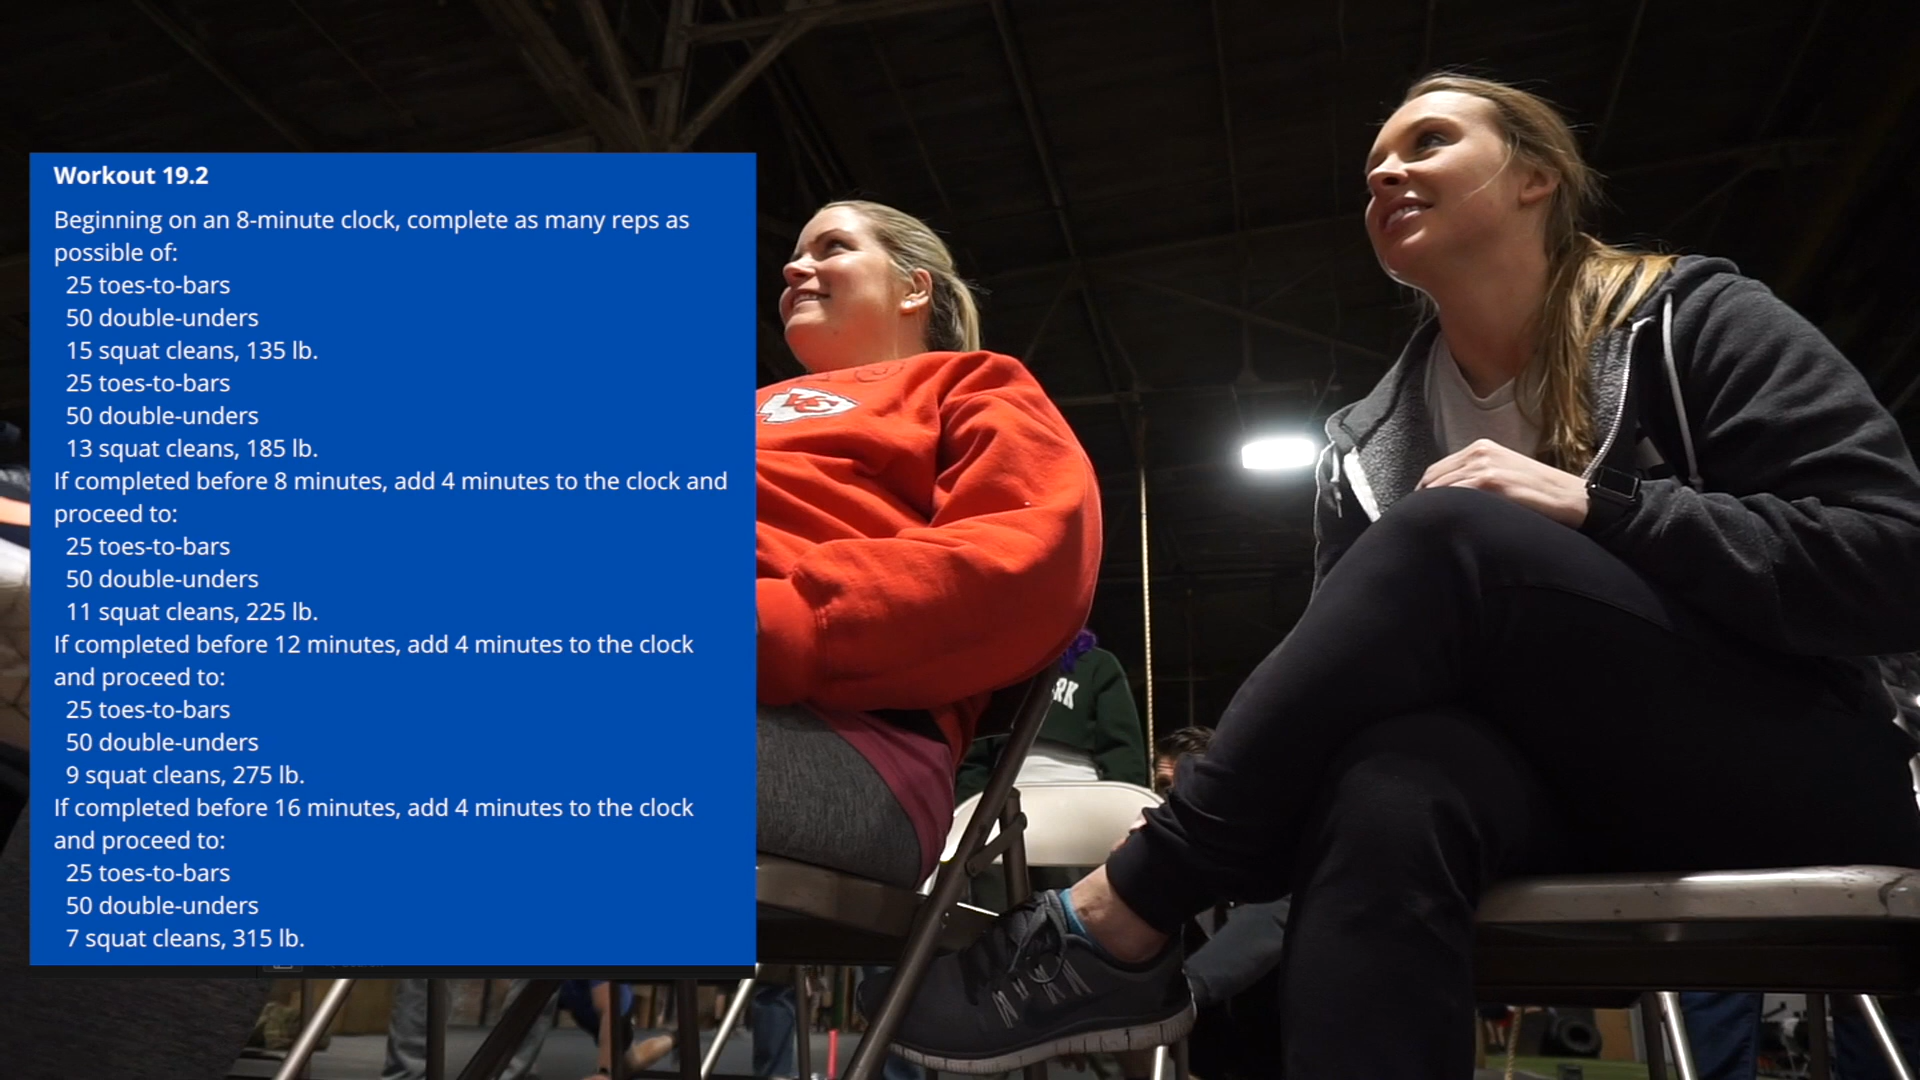 Workout 19.2
Beginning on an 8-minute clock, complete as many reps as
possible of:
25 toes-to-bars
50 double-unders
15 squat cleans, 135 lb.
25 toes-to-bars
50 double-unders
13 squat cleans, 185 lb.
If completed before 8 minutes, add 4 minutes to the clock and
proceed to:
25 toes-to-bars
50 double-unders
11 squat cleans, 225 lb.
If completed before 12 minutes, add 4 minutes to the clock
and proceed to:
25 toes-to-bars
50 double-unders
9 squat cleans, 275 lb.
If completed before 16 minutes, add 4 minutes to the clock
and proceed to:
25 toes-to-bars
50 double-unders
7 squat cleans, 315 lb.
KC
RK